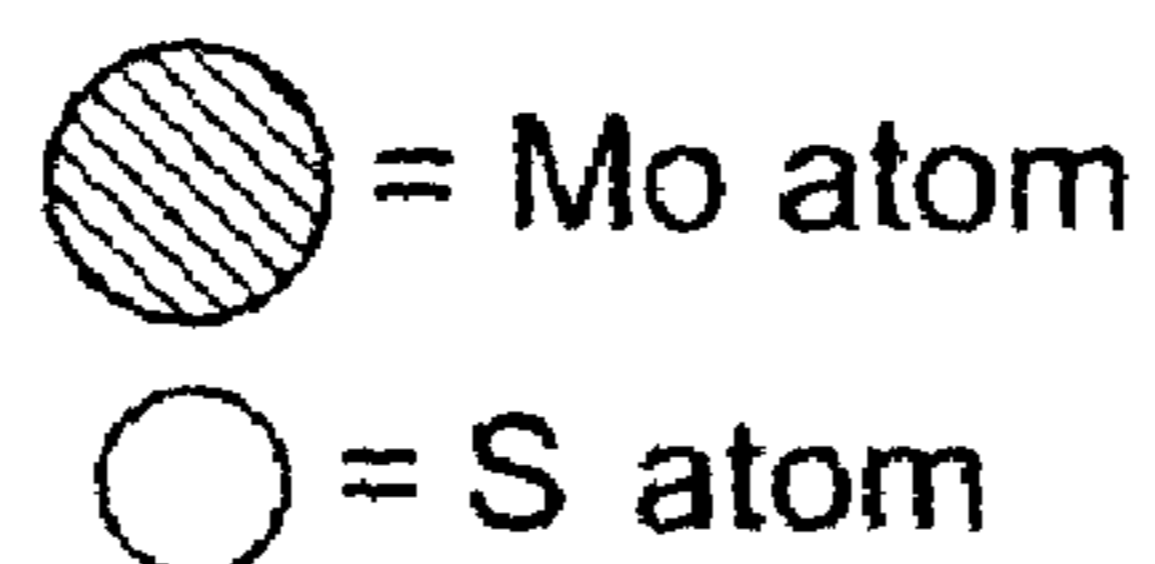 = Mo atom
= S atom